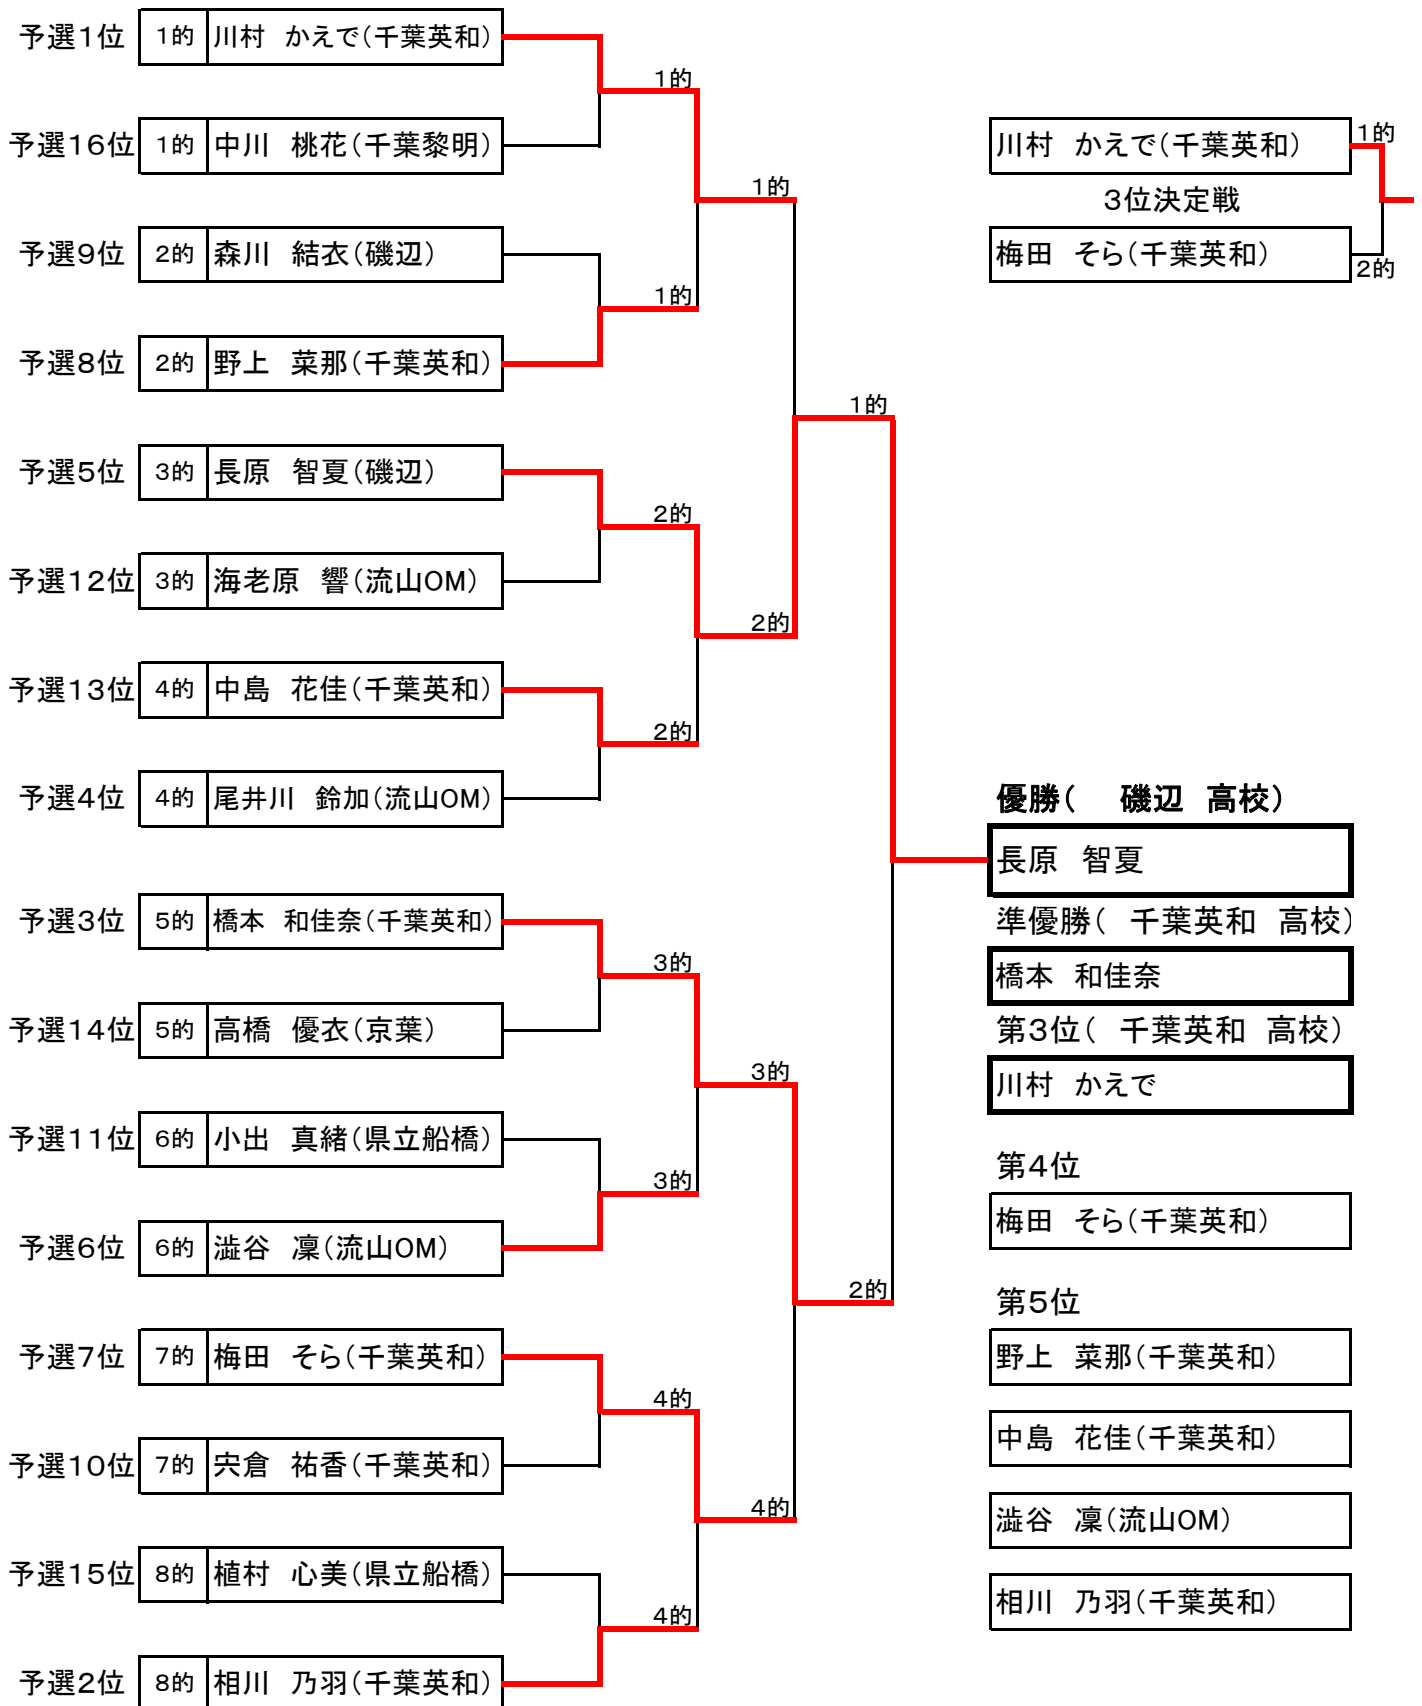 予選1位 1的 川村 かえで(千葉英和)
1的
予選16位 1的 中川 桃花(千葉黎明)
1的
予選9位 2的 森川 結衣(磯辺)
1的
予選8位 2的 野上 菜那(千葉英和)
1的
予選5位 3的 長原 智夏(磯辺)
2的
予選12位 3的 海老原 響(流山OM)
2的
予選13位 4的 中島 花佳(千葉英和)
2的
予選4位 4的 尾井川 鈴加(流山OM)
予選3位 5的 橋本 和佳奈(千葉英和)
3的
予選14位 5的 高橋 優衣(京葉)
3的
予選11位 6的 小出 真緒(県立船橋)
3的
予選6位 6的 澁谷 凜(流山OM)
2的
予選7位 7的 梅田 そら(千葉英和)
4的
予選10位 7的 宍倉 祐香(千葉英和)
4的
予選15位 8的 植村 心美(県立船橋)
4的
予選2位 8的 相川 乃羽(千葉英和)
川村 かえで(千葉英和) 1的
3位決定戦
梅田 そら(千葉英和) 2的
優勝( 磯辺 高校)
長原 智夏
準優勝( 千葉英和 高校)
橋本 和佳奈
第3位( 千葉英和 高校)
川村 かえで
第4位
梅田 そら(千葉英和)
第5位
野上 菜那(千葉英和)
中島 花佳(千葉英和)
澁谷 凜(流山OM)
相川 乃羽(千葉英和)